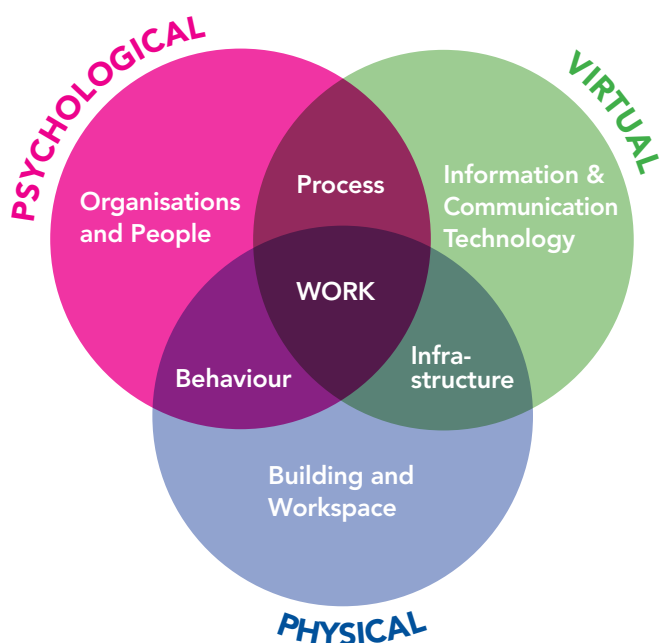 PSYCHOLOGICAL
VIRTUAL
Organisations
and People
Process
Information &
Communication
Technology
WORK
Behaviour
Infra-
structure
Building and
Workspace
PHYSICAL